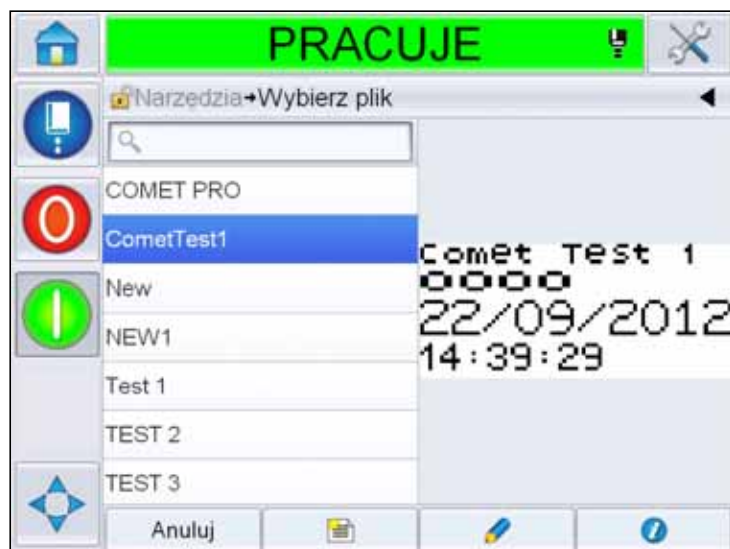 PRACUJE
Narzędzia→Wybierz plik
COMET PRO
CometTest1
New
NEW1
Test 1
TEST 2
TEST 3
Comet Test 1
0000
22/09/2012
14:39:29
Anuluj